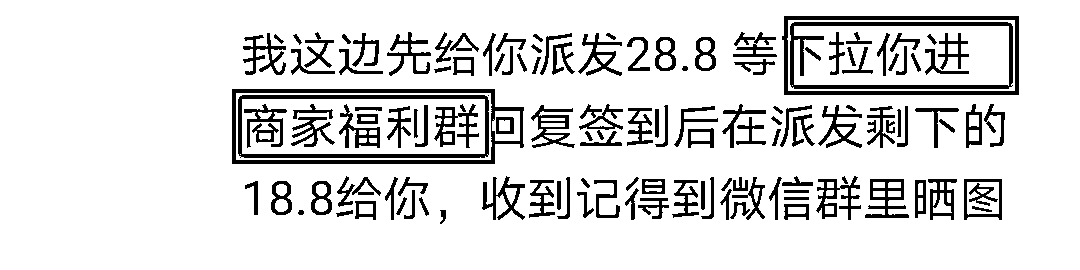 我这边先给你派发28.8 等下拉你进
商家福利群回复签到后在派发剩下的
18.8给你，收到记得到微信群里晒图